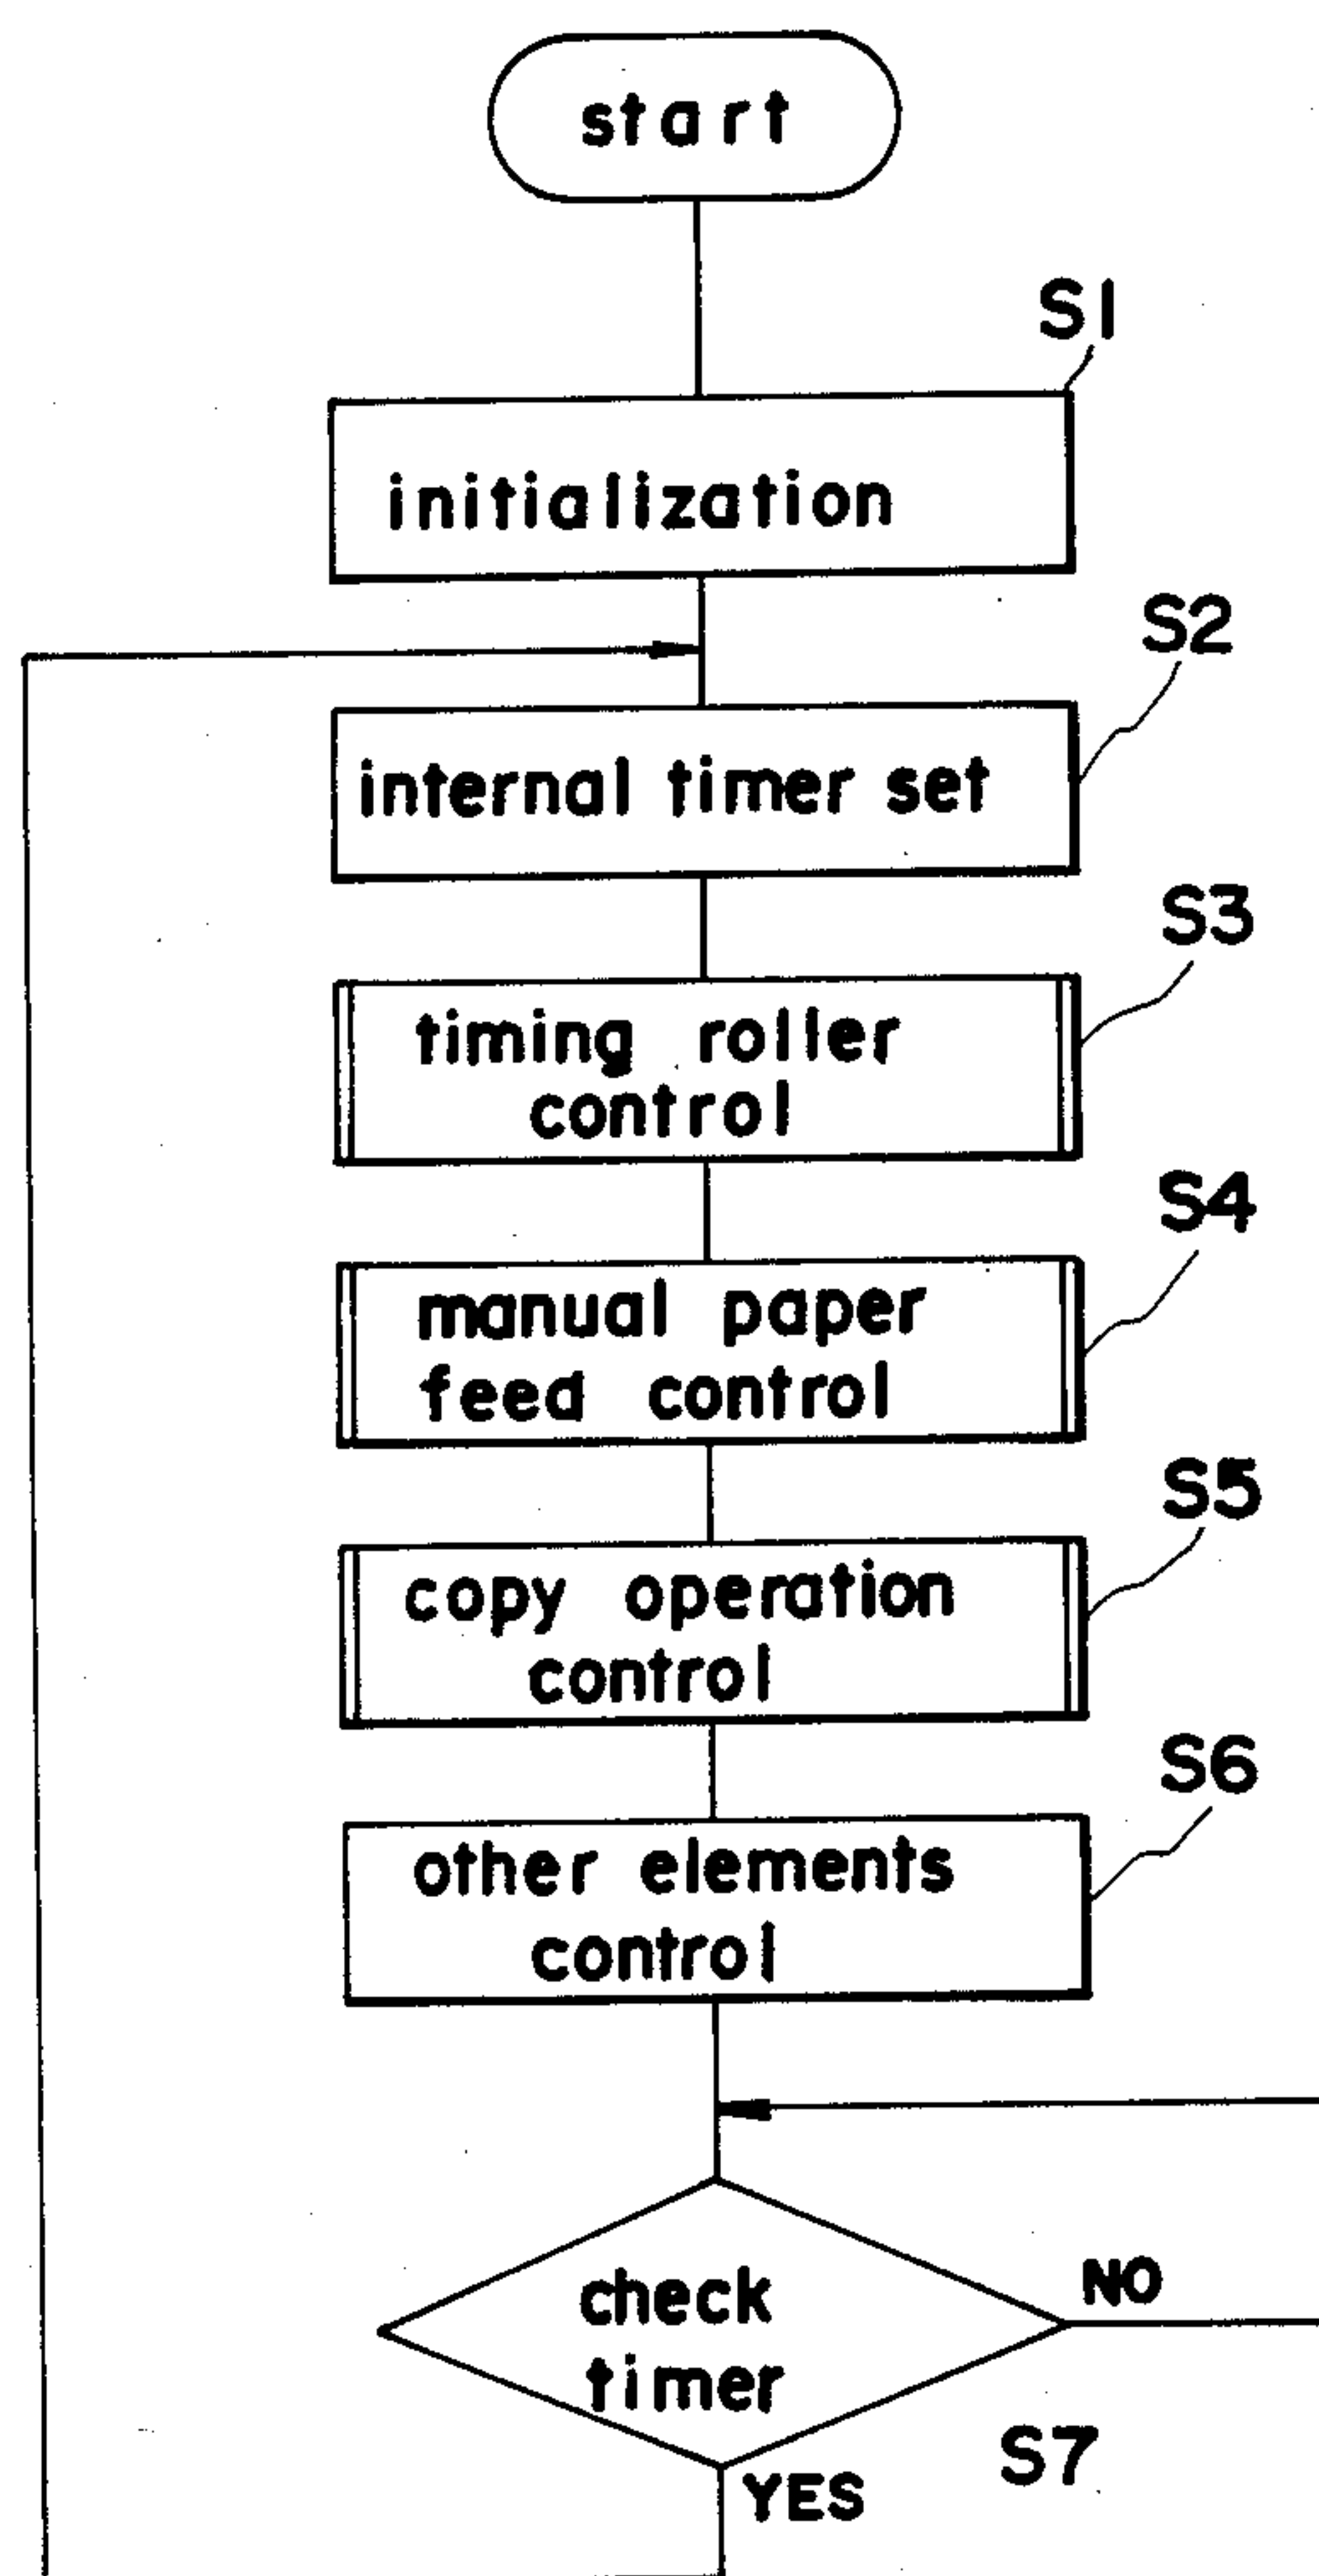 start
S1
initialization
S2
internal timer set
S3
timing roller
control
S4
manual paper
feed control
S5
copy operation
control
S6
other elements
control
check
timer
NO
S7
YES